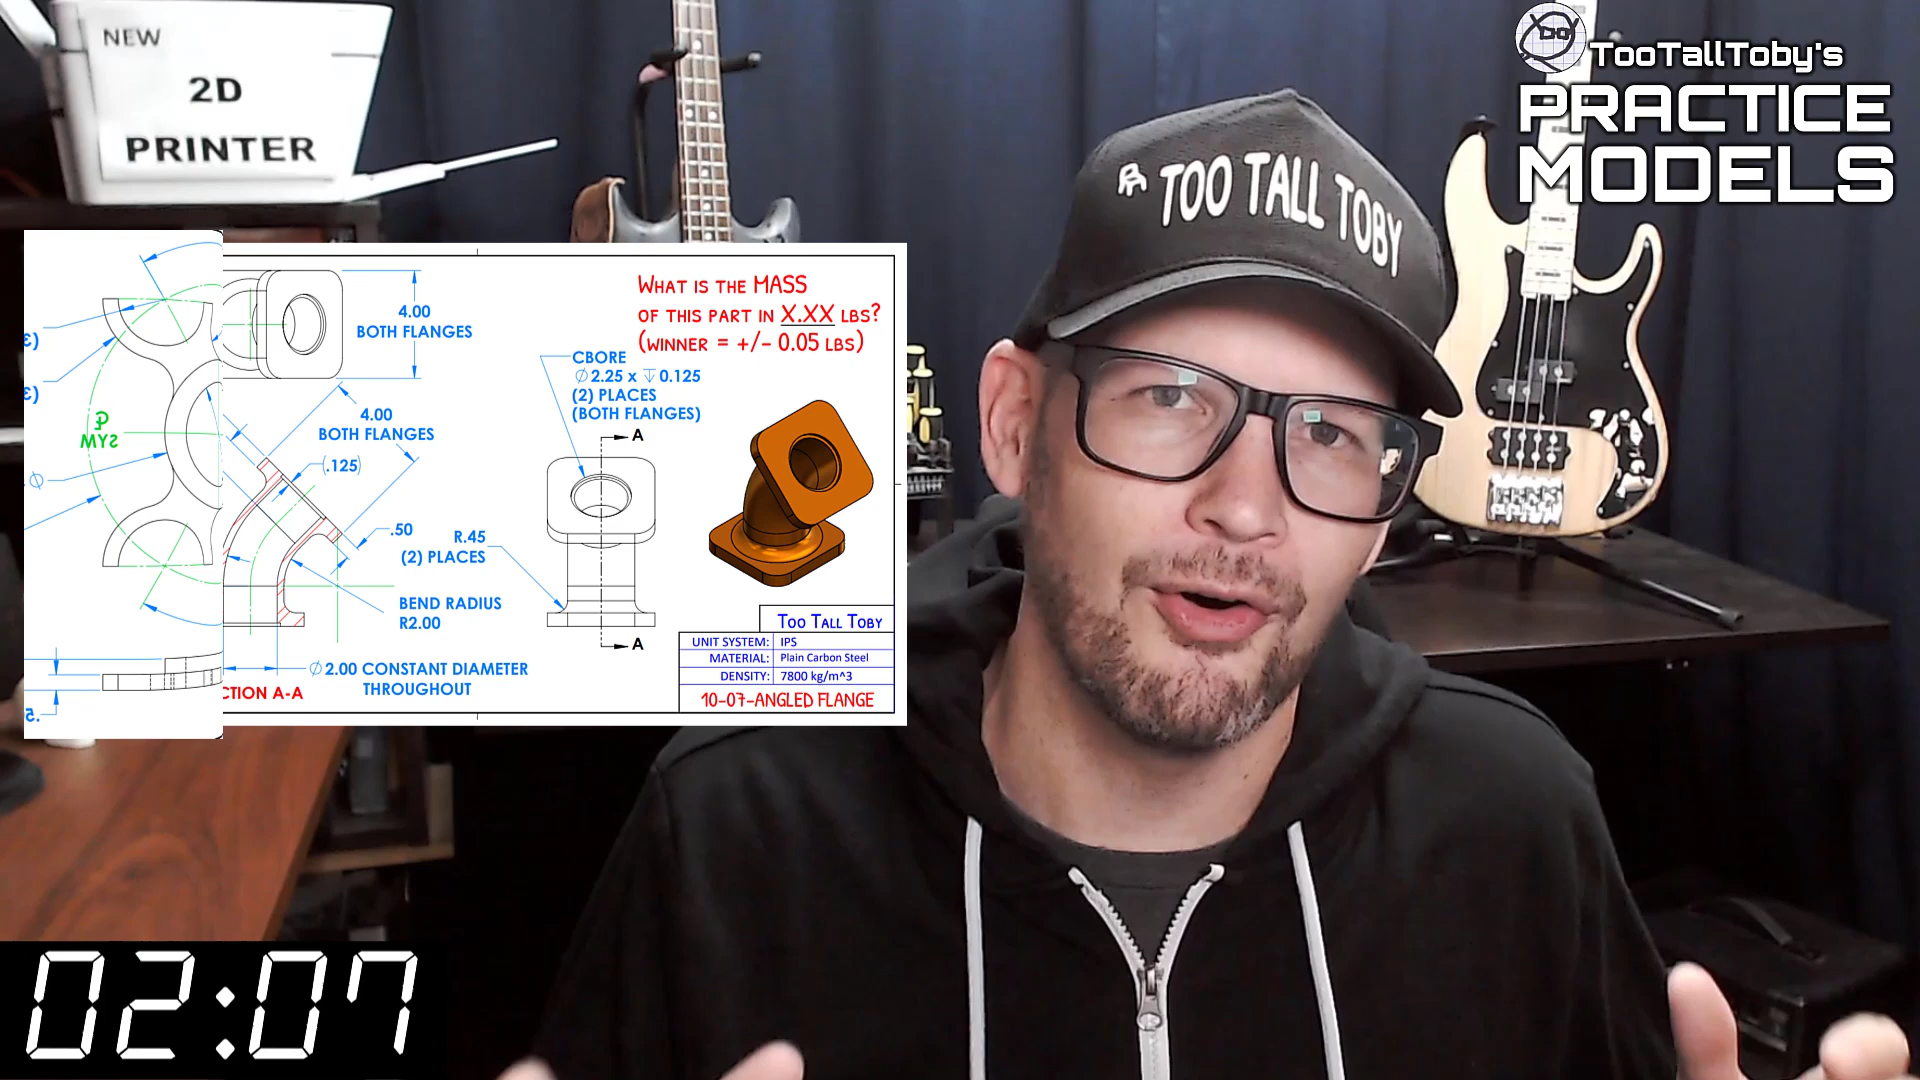 NEW
2D
PRINTER
TooTallToby's
PRACTICE
MODELS
TOO TALL TOBY
4.00
BOTH FLANGES
WHAT IS THE MASS
OF THIS PART IN X.XX LBS?
(WINNER = +/- 0.05 LBS)
CBORE
∅2.25 x ↧0.125
(2) PLACES
(BOTH FLANGES)
4.00
BOTH FLANGES
(.125)
A
.50
R.45
(2) PLACES
BEND RADIUS
R2.00
A
∅2.00 CONSTANT DIAMETER
THROUGHOUT
CTION A-A
TOO TALL TOBY
UNIT SYSTEM: IPS
MATERIAL: Plain Carbon Steel
DENSITY: 7800 kg/m^3
10-07-ANGLED FLANGE
SYM
02:07